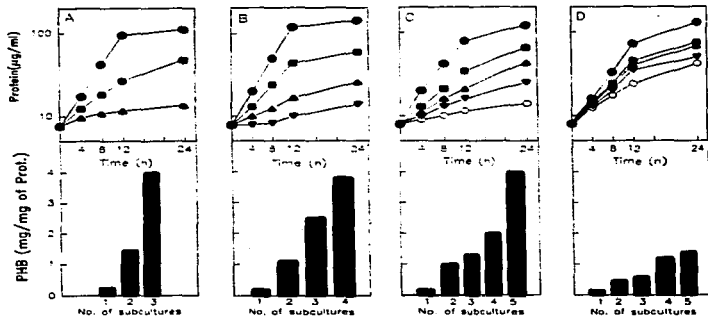 A B C D
Protein(µg/ml)
100
10
4 8 12 24 4 8 12 24 4 8 12 24 4 8 12 24
Time (h) Time (h) Time (h) Time (h)
PHB (mg/mg of Prot.)
4
3
2
1
0
1 2 3 1 2 3 4 1 2 3 4 5 1 2 3 4 5
No. of subcultures No. of subcultures No. of subcultures No. of subcultures